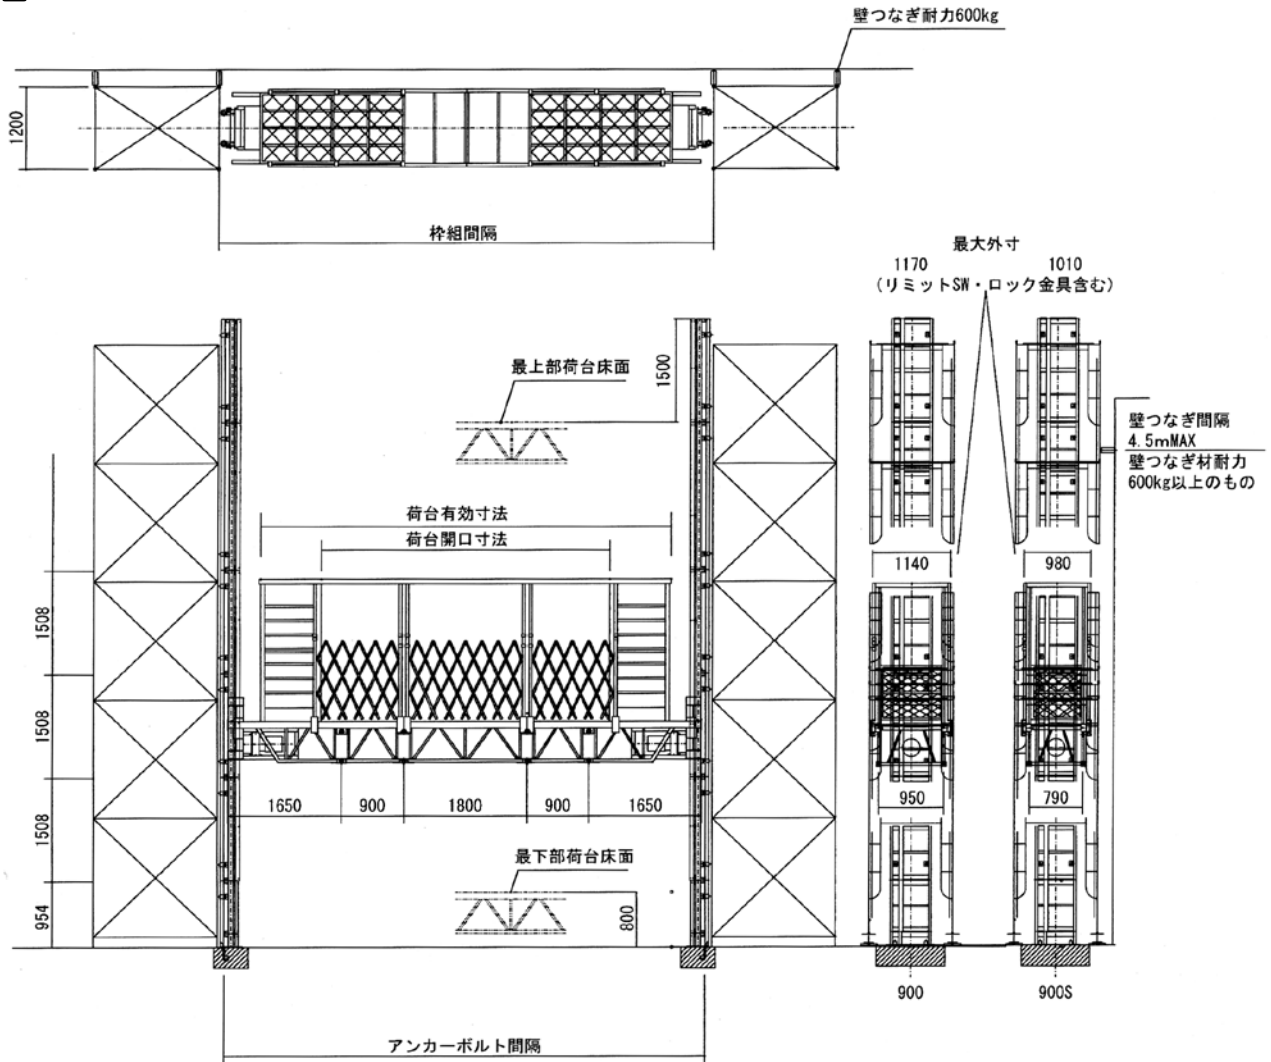 壁つなぎ耐力600kg
1200
枠組間隔
最大外寸
1170
1010
(リミットSW・ロック金具含む)
最上部荷台床面
1500
壁つなぎ間隔
4.5mMAX
壁つなぎ材耐力
600kg以上のもの
荷台有効寸法
荷台開口寸法
1140
980
1508
1508
1508
954
1650
900
1800
900
1650
950
790
最下部荷台床面
800
900
900S
アンカーボルト間隔